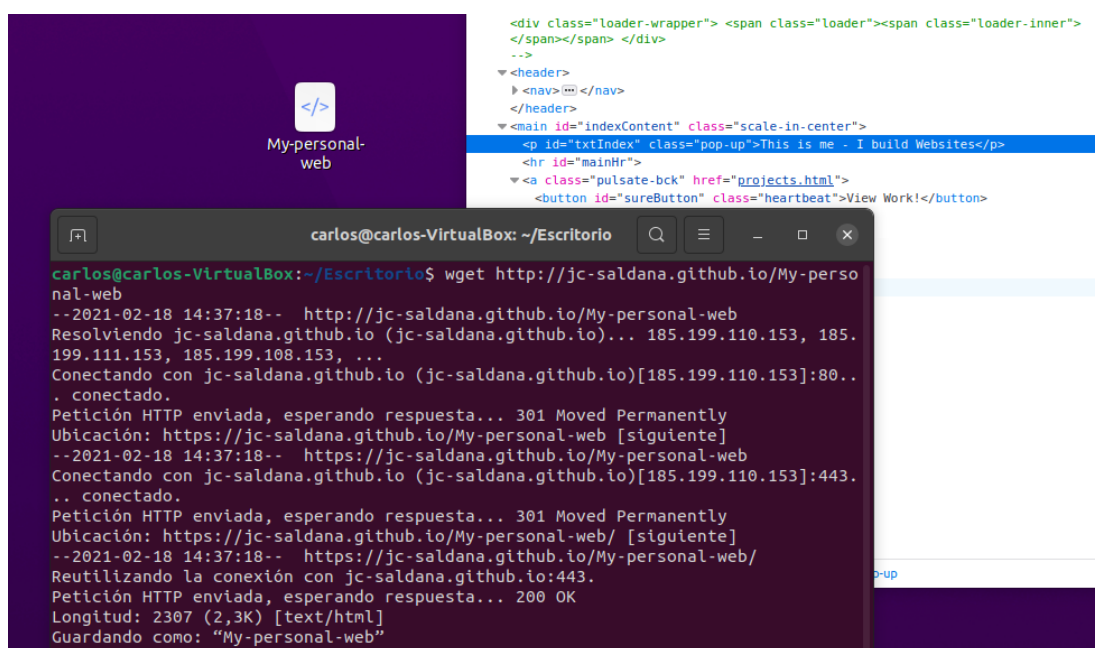 <div class="loader-wrapper"> <span class="loader"><span class="loader-inner">
</span></span> </div>
-->
<header>
<nav> </nav>
</header>
<main id="indexContent" class="scale-in-center">
<p id="txtIndex" class="pop-up">This is me - I build Websites</p>
<hr id="mainHr">
<a class="pulsate-bck" href="projects.html">
<button id="sureButton" class="heartbeat">View Work!</button>
</>
My-personal-
web
carlos@carlos-VirtualBox: ~/Escritorio
carlos@carlos-VirtualBox:~/Escritorio$ wget http://jc-saldana.github.io/My-perso
nal-web
--2021-02-18 14:37:18--  http://jc-saldana.github.io/My-personal-web
Resolviendo jc-saldana.github.io (jc-saldana.github.io)... 185.199.110.153, 185.
199.111.153, 185.199.108.153, ...
Conectando con jc-saldana.github.io (jc-saldana.github.io)[185.199.110.153]:80..
. conectado.
Petición HTTP enviada, esperando respuesta... 301 Moved Permanently
Ubicación: https://jc-saldana.github.io/My-personal-web [siguiente]
--2021-02-18 14:37:18--  https://jc-saldana.github.io/My-personal-web
Conectando con jc-saldana.github.io (jc-saldana.github.io)[185.199.110.153]:443.
.. conectado.
Petición HTTP enviada, esperando respuesta... 301 Moved Permanently
Ubicación: https://jc-saldana.github.io/My-personal-web/ [siguiente]
--2021-02-18 14:37:18--  https://jc-saldana.github.io/My-personal-web/
Reutilizando la conexión con jc-saldana.github.io:443.
Petición HTTP enviada, esperando respuesta... 200 OK
Longitud: 2307 (2,3K) [text/html]
Guardando como: “My-personal-web”